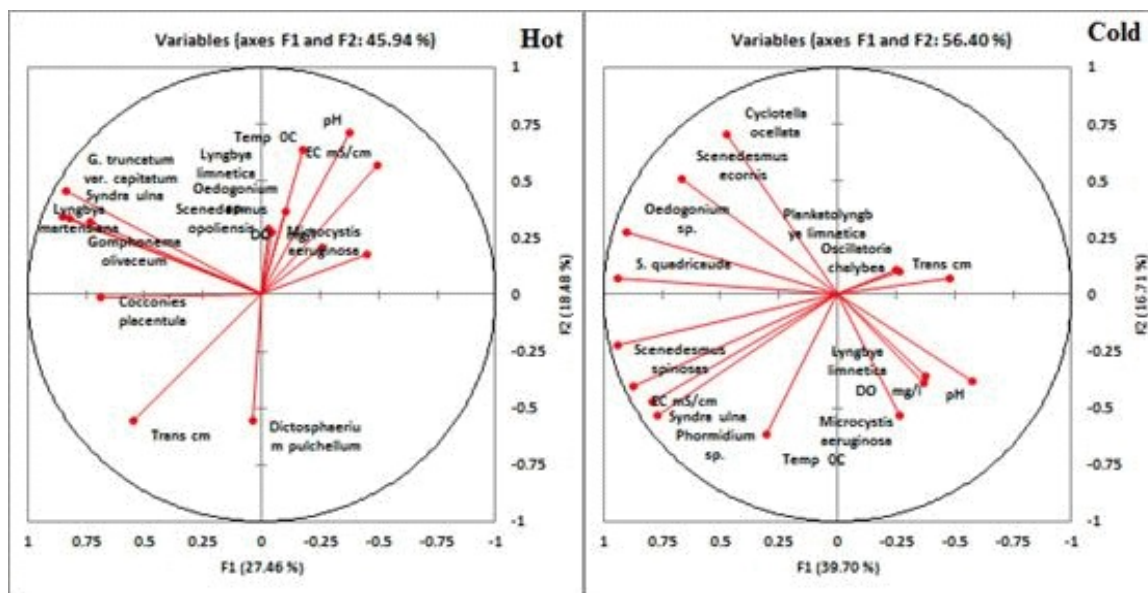 Variables (axes F1 and F2: 45.94 %)
Hot
pH
Temp 0C
EC mS/cm
Lyngbya
limnetica
G. truncatum
var. capitatum
Oedogonium
Syndra ulna
Scenedesmus
opoliensis
Lyngbya
martensiana
DO mg/l
Microcystis
aeruginosa
Gomphonema
olivaceum
Cocconies
placentula
Trans cm
Dictosphaeriu
m pulchellum
1
0.75
0.5
0.25
0
-0.25
-0.5
-0.75
-1
F2 (18.48 %)
1 0.75 0.5 0.25 0 -0.25 -0.5 -0.75 -1
F1 (27.46 %)
Variables (axes F1 and F2: 56.40 %)
Cold
Cyclotella
ocellata
Scenedesmus
ecornis
Oedogonium
sp.
Plankatolyngb
ye limnetica
Oscillatoria
chalybea
Trans cm
S. quadricauda
Scenedesmus
spinosas
Lyngbye
limnetica
DO mg/l
pH
EC mS/cm
Syndra ulna
Phormidium
sp.
Microcystis
aeruginosa
Temp 0C
1
0.75
0.5
0.25
0
-0.25
-0.5
-0.75
-1
F2 (16.71 %)
1 0.75 0.5 0.25 0 -0.25 -0.5 -0.75 -1
F1 (39.70 %)